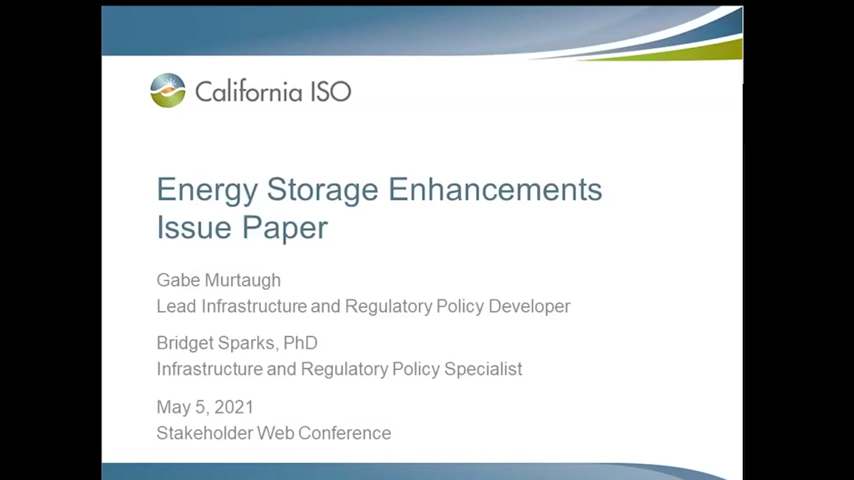 California ISO
Energy Storage Enhancements
Issue Paper
Gabe Murtaugh
Lead Infrastructure and Regulatory Policy Developer
Bridget Sparks, PhD
Infrastructure and Regulatory Policy Specialist
May 5, 2021
Stakeholder Web Conference